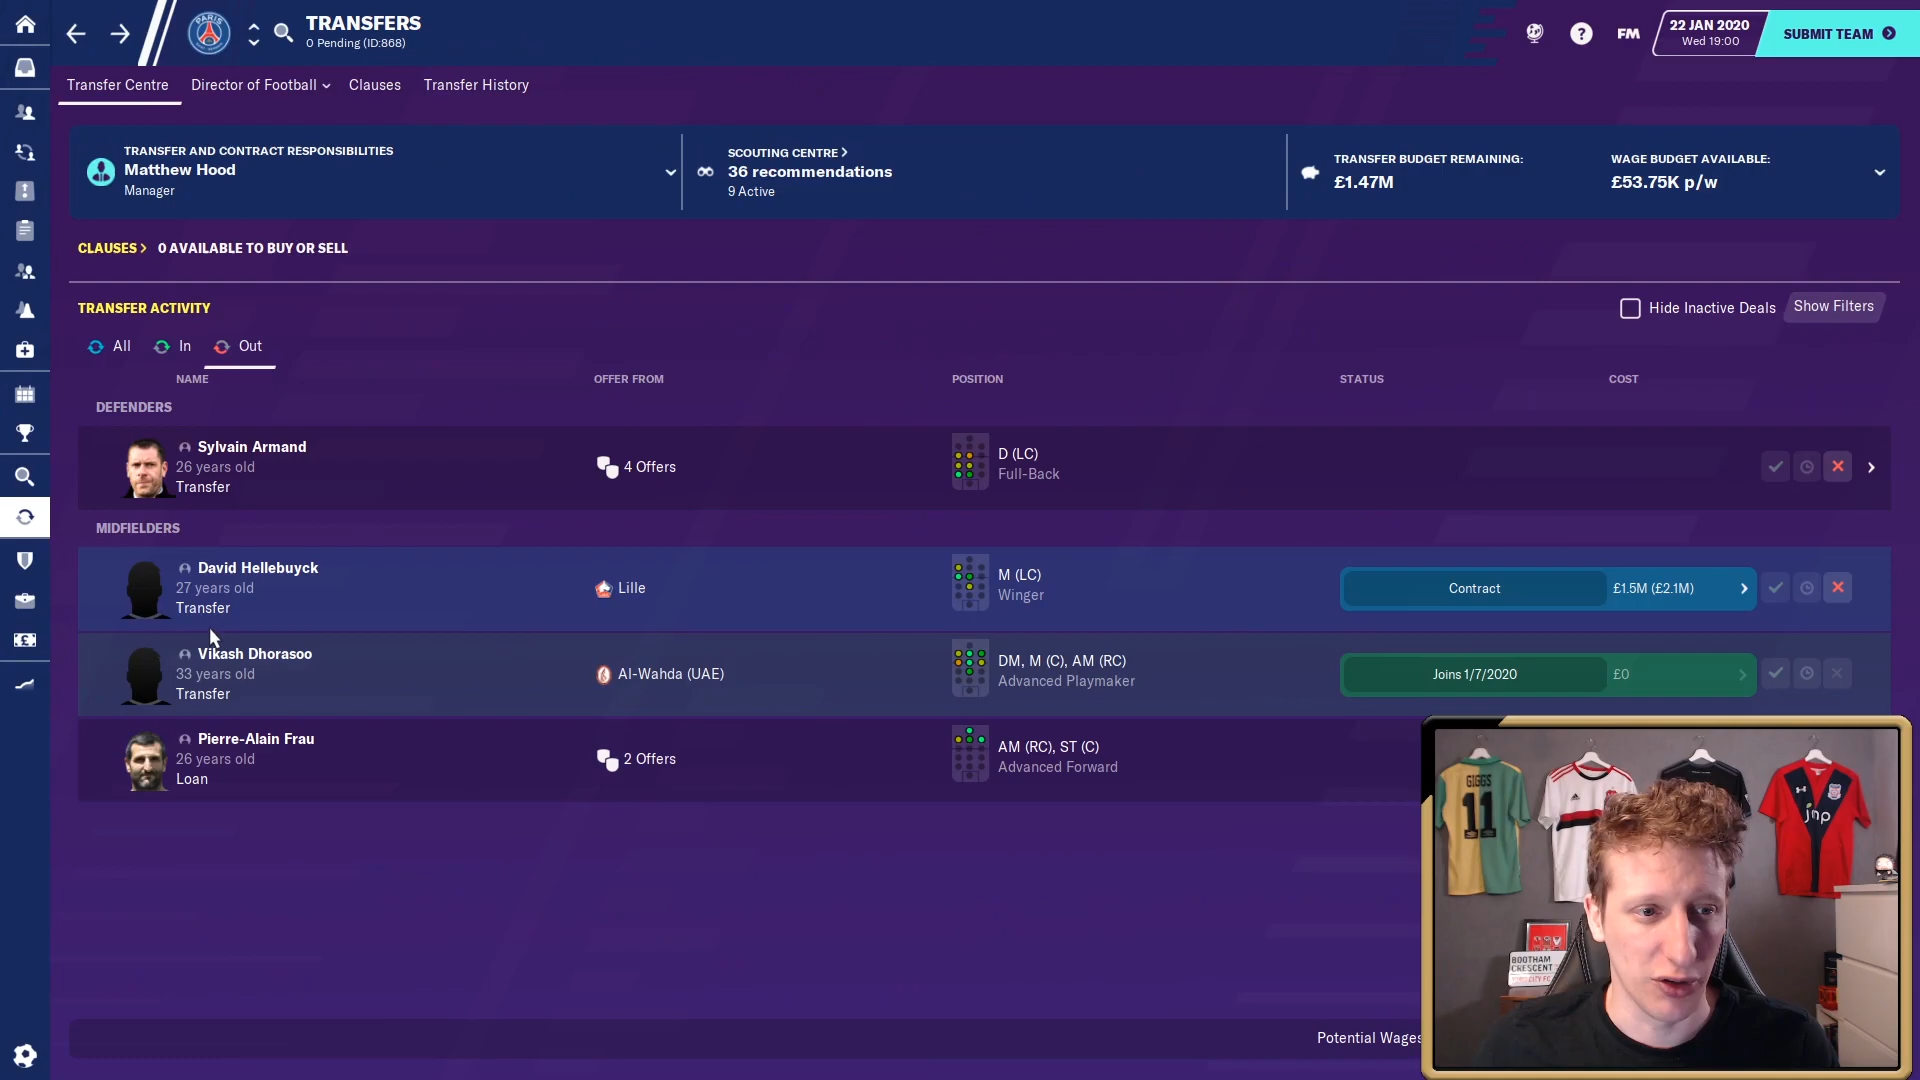 TRANSFERS
0 Pending (ID:868)
PARIS
FM
22 JAN 2020
Wed 19:00
SUBMIT TEAM
Transfer Centre
Director of Football
Clauses
Transfer History
TRANSFER AND CONTRACT RESPONSIBILITIES
Matthew Hood
Manager
SCOUTING CENTRE
36 recommendations
9 Active
TRANSFER BUDGET REMAINING:
£1.47M
WAGE BUDGET AVAILABLE:
£53.75K p/w
CLAUSES 0 AVAILABLE TO BUY OR SELL
TRANSFER ACTIVITY
Hide Inactive Deals
Show Filters
All
In
Out
NAME
OFFER FROM
POSITION
STATUS
COST
DEFENDERS
Sylvain Armand
26 years old
Transfer
4 Offers
D (LC)
Full-Back
MIDFIELDERS
David Hellebuyck
27 years old
Transfer
Lille
M (LC)
Winger
Contract
£1.5M (£2.1M)
Vikash Dhorasoo
33 years old
Transfer
Al-Wahda (UAE)
DM, M (C), AM (RC)
Advanced Playmaker
Joins 1/7/2020
£0
Pierre-Alain Frau
26 years old
Loan
2 Offers
AM (RC), ST (C)
Advanced Forward
Potential Wages
GIGGS
11
jmp
BOOTHAM
CRESCENT